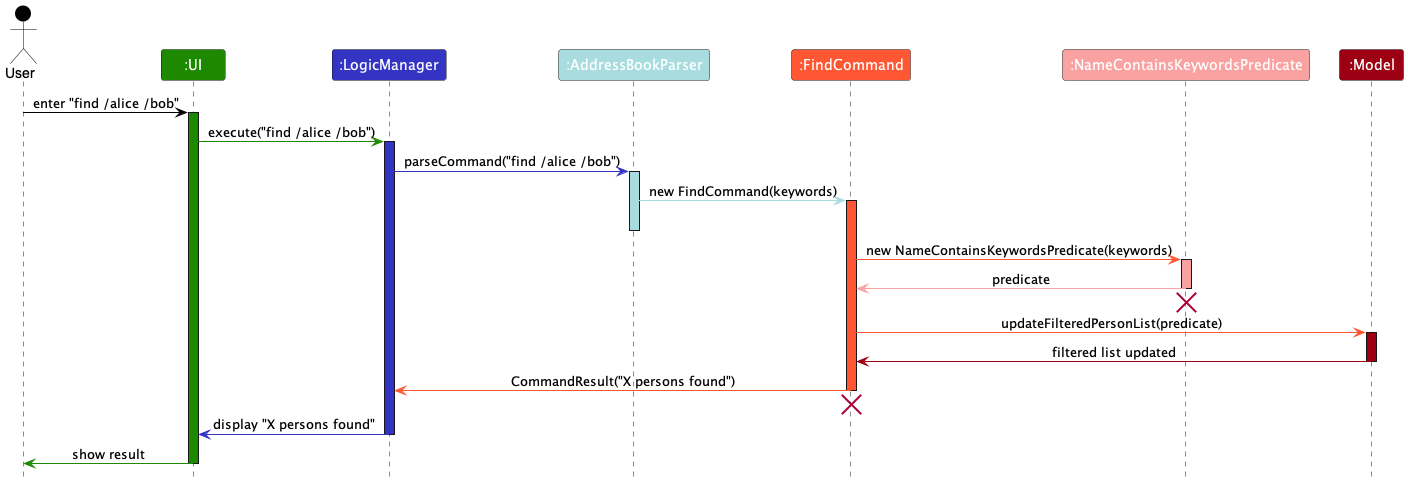 User
:UI
:LogicManager
:AddressBookParser
:FindCommand
:NameContainsKeywordsPredicate
:Model
enter "find /alice /bob"
execute("find /alice /bob")
parseCommand("find /alice /bob")
new FindCommand(keywords)
new NameContainsKeywordsPredicate(keywords)
predicate
updateFilteredPersonList(predicate)
filtered list updated
CommandResult("X persons found")
display "X persons found"
show result